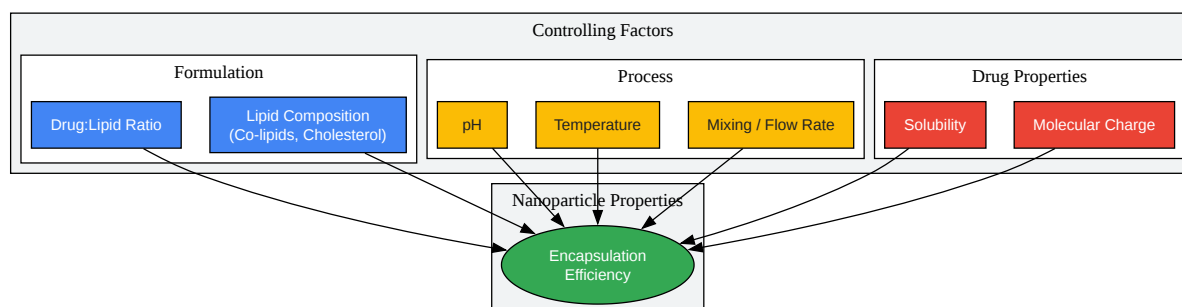 Controlling Factors
Formulation
Process
Drug Properties
Drug:Lipid Ratio
Lipid Composition
(Co-lipids, Cholesterol)
pH
Temperature
Mixing / Flow Rate
Solubility
Molecular Charge
Nanoparticle Properties
Encapsulation
Efficiency